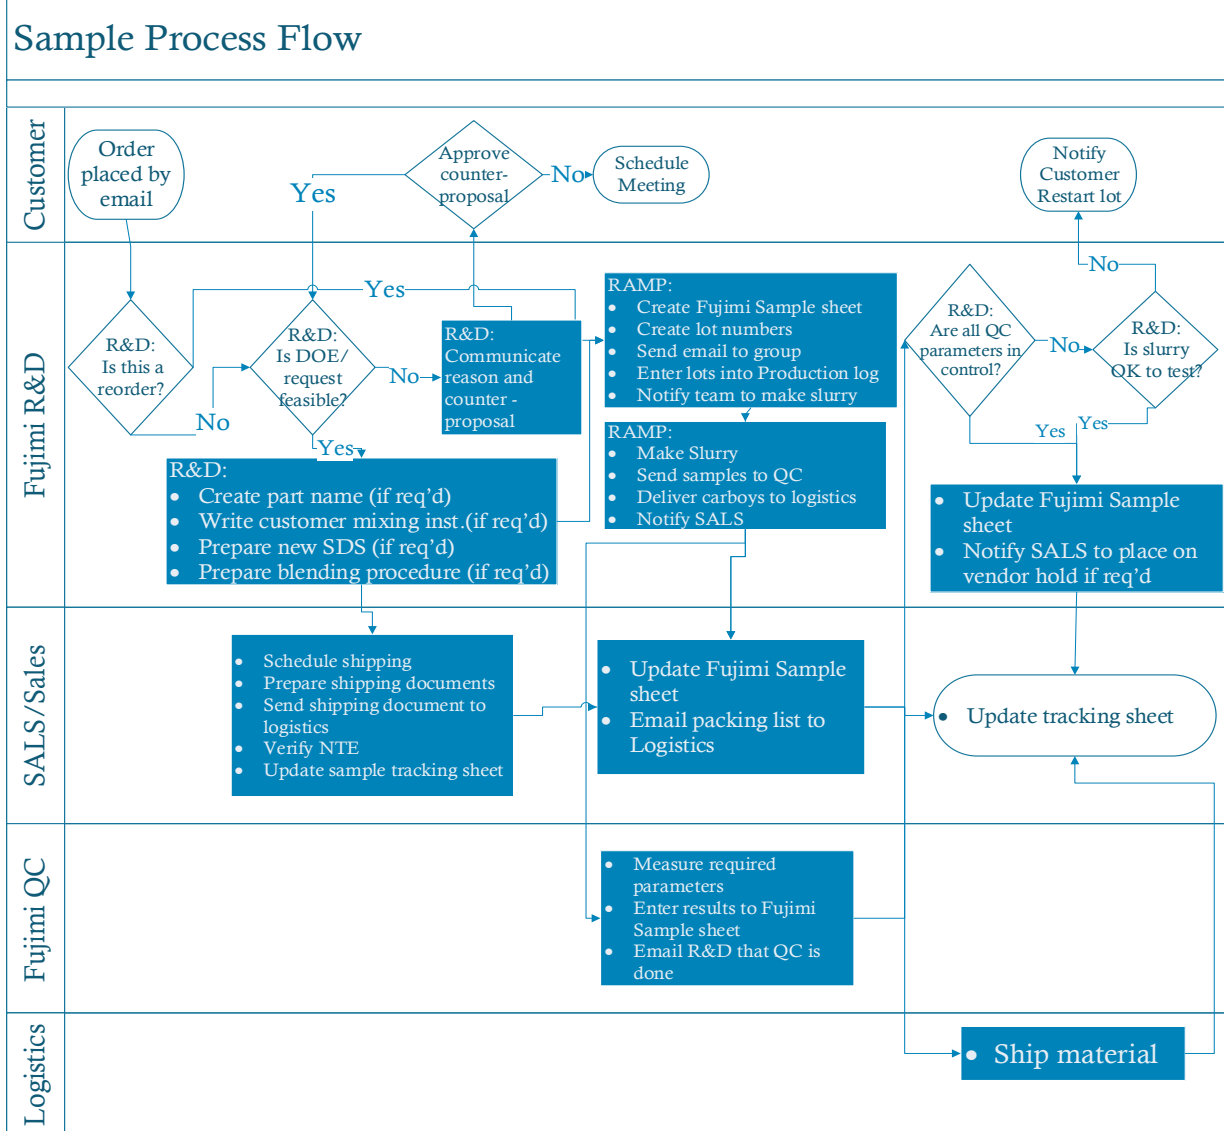 Sample Process Flow
Customer
Order
placed by
email
Approve
counter-
proposal
No
Schedule
Meeting
Yes
Notify
Customer
Restart lot
Fujimi R&D
R&D:
Is this a
reorder?
No
Yes
R&D:
Is DOE/
request
feasible?
No
Yes
R&D:
Communicate
reason and
counter -
proposal
RAMP:
• Create Fujimi Sample sheet
• Create lot numbers
• Send email to group
• Enter lots into Production log
• Notify team to make slurry
RAMP:
• Make Slurry
• Send samples to QC
• Deliver carboys to logistics
• Notify SALS
R&D:
Are all QC
parameters in
control?
No
Yes
R&D:
Is slurry
OK to test?
No
Yes
R&D:
• Create part name (if req’d)
• Write customer mixing inst.(if req’d)
• Prepare new SDS (if req’d)
• Prepare blending procedure (if req’d)
• Update Fujimi Sample
sheet
• Notify SALS to place on
vendor hold if req’d
SALS/Sales
• Schedule shipping
• Prepare shipping documents
• Send shipping document to
logistics
• Verify NTE
• Update sample tracking sheet
• Update Fujimi Sample
sheet
• Email packing list to
Logistics
• Update tracking sheet
Fujimi QC
• Measure required
parameters
• Enter results to Fujimi
Sample sheet
• Email R&D that QC is
done
Logistics
• Ship material